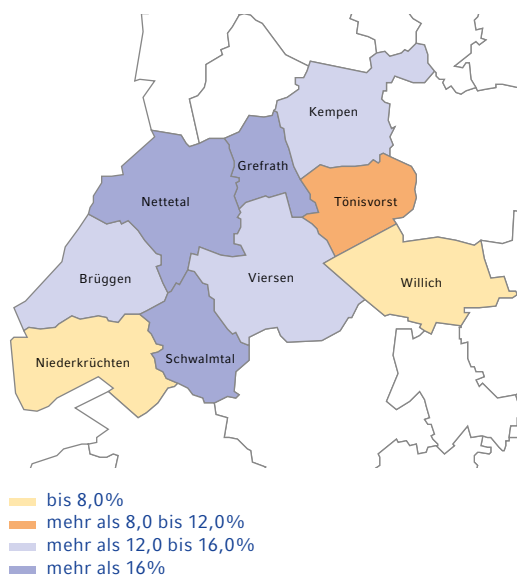 Kempen
Grefrath
Nettetal
Tönisvorst
Brüggen
Viersen
Willich
Niederkrüchten
Schwalmtal
bis 8,0%
mehr als 8,0 bis 12,0%
mehr als 12,0 bis 16,0%
mehr als 16%